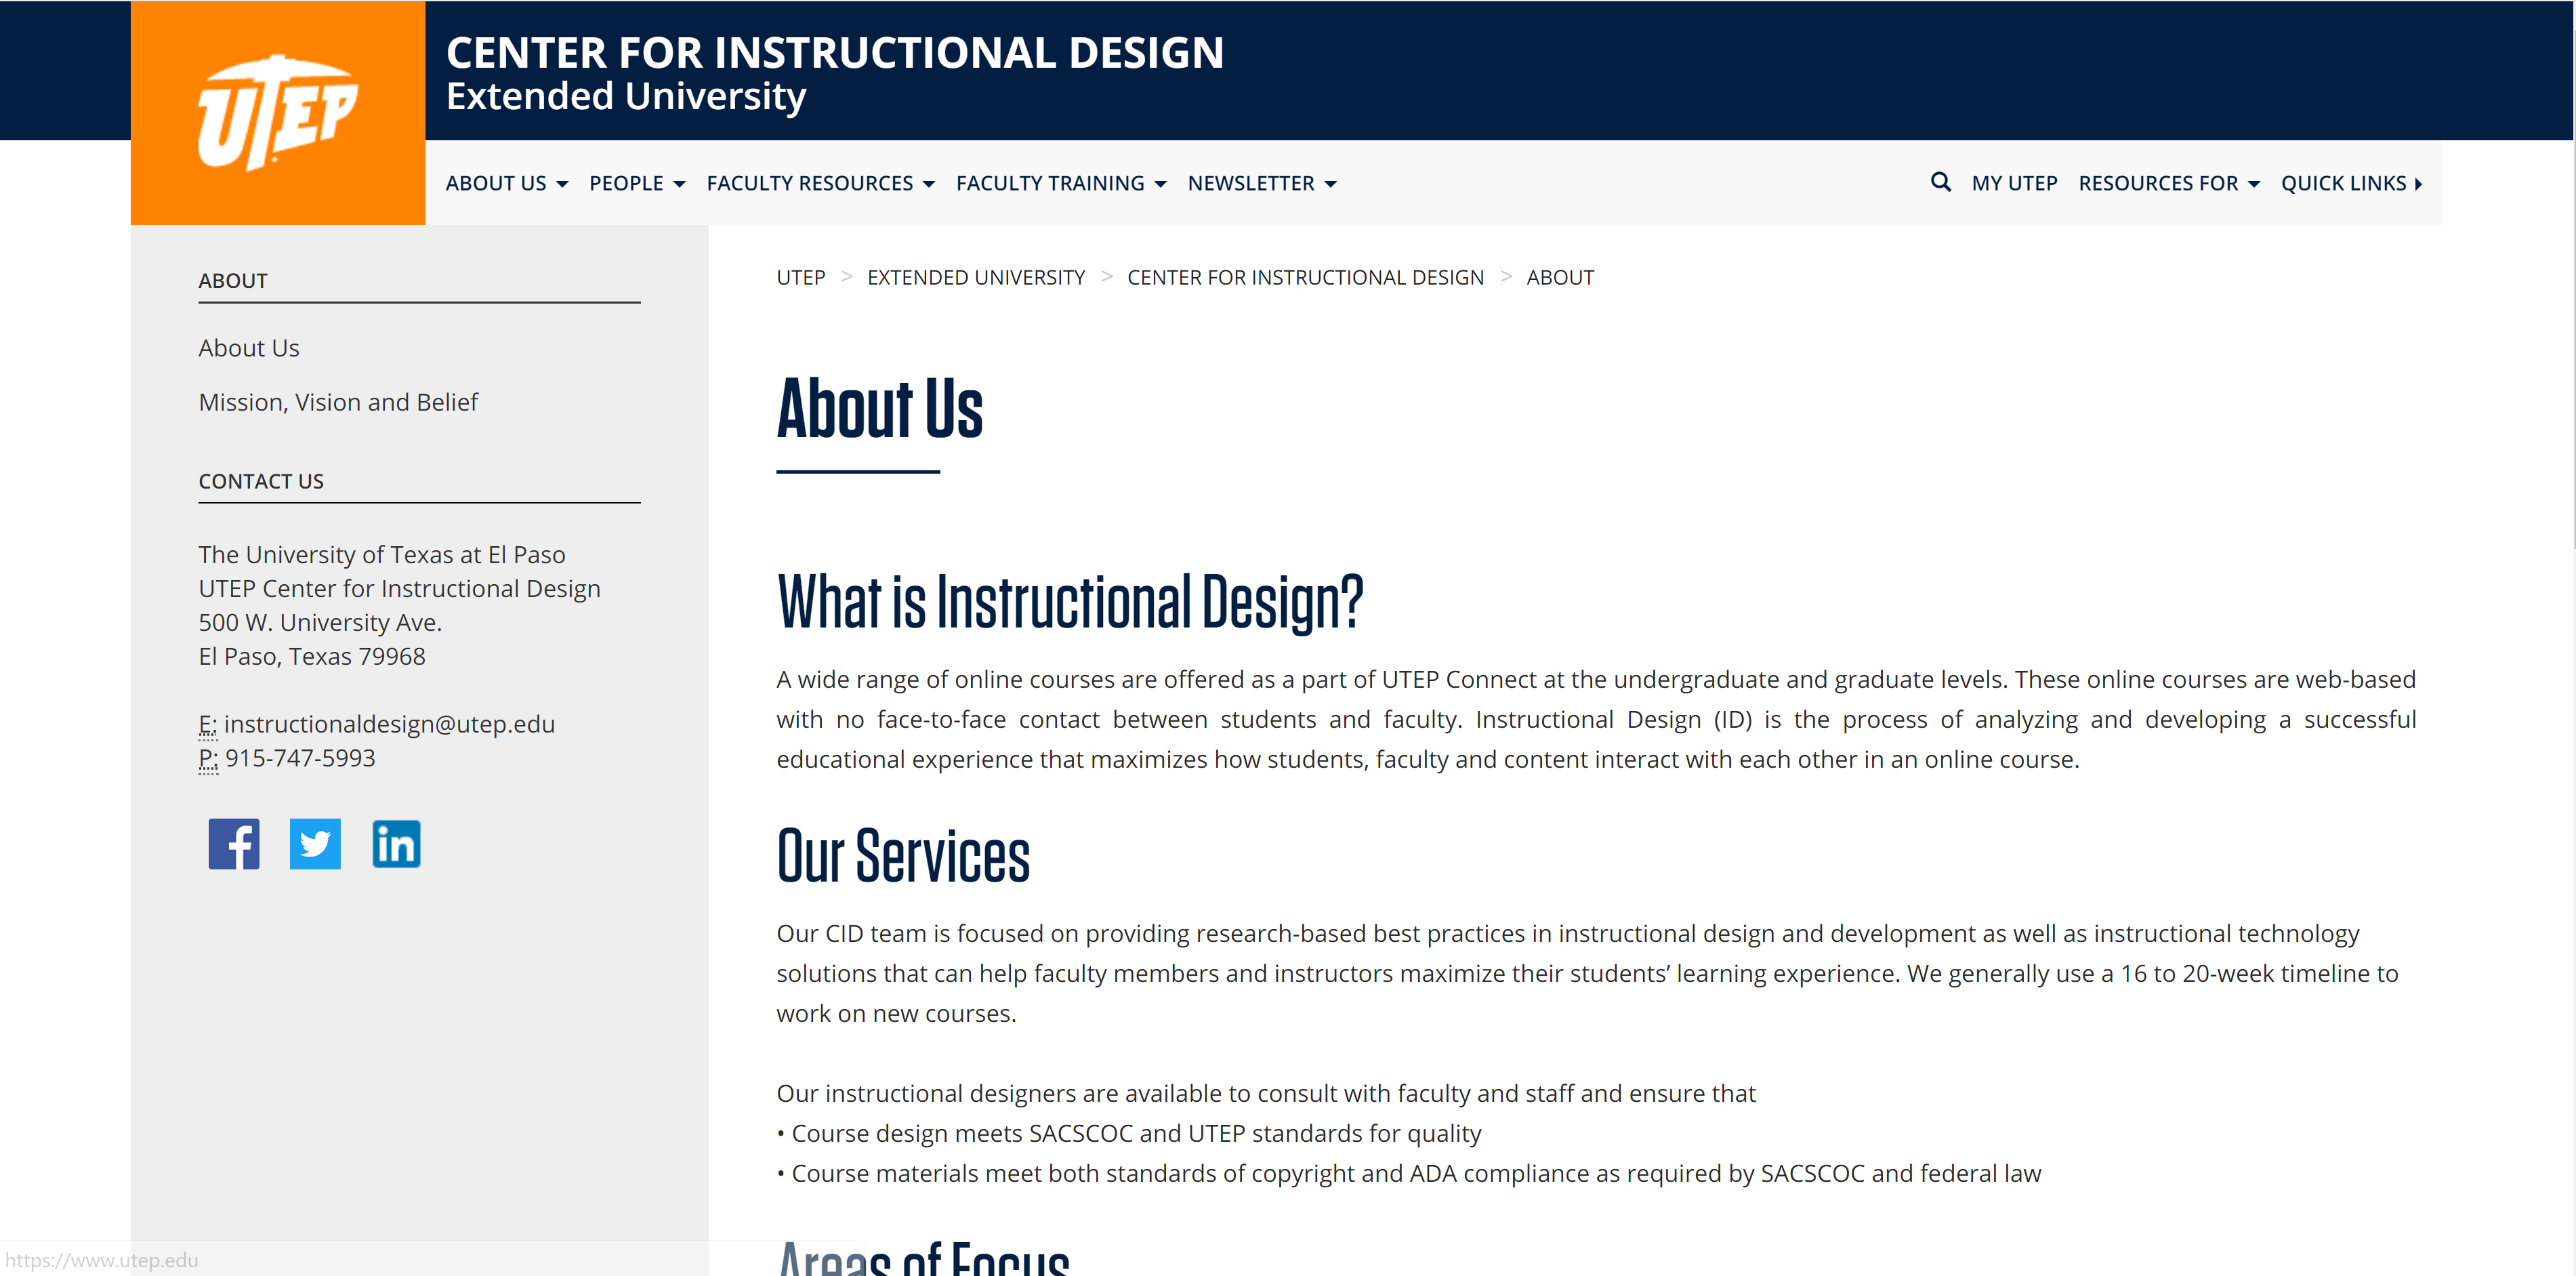 UTEP
CENTER FOR INSTRUCTIONAL DESIGN
Extended University
ABOUT US PEOPLE FACULTY RESOURCES FACULTY TRAINING NEWSLETTER MY UTEP RESOURCES FOR QUICK LINKS
ABOUT
About Us
Mission, Vision and Belief
CONTACT US
The University of Texas at El Paso
UTEP Center for Instructional Design
500 W. University Ave.
El Paso, Texas 79968
E: instructionaldesign@utep.edu
P: 915-747-5993
f
in
UTEP > EXTENDED UNIVERSITY > CENTER FOR INSTRUCTIONAL DESIGN > ABOUT
About Us
What is Instructional Design?
A wide range of online courses are offered as a part of UTEP Connect at the undergraduate and graduate levels. These online courses are web-based
with no face-to-face contact between students and faculty. Instructional Design (ID) is the process of analyzing and developing a successful
educational experience that maximizes how students, faculty and content interact with each other in an online course.
Our Services
Our CID team is focused on providing research-based best practices in instructional design and development as well as instructional technology
solutions that can help faculty members and instructors maximize their students’ learning experience. We generally use a 16 to 20-week timeline to
work on new courses.
Our instructional designers are available to consult with faculty and staff and ensure that
• Course design meets SACSCOC and UTEP standards for quality
• Course materials meet both standards of copyright and ADA compliance as required by SACSCOC and federal law
Areas of Focus
https://www.utep.edu